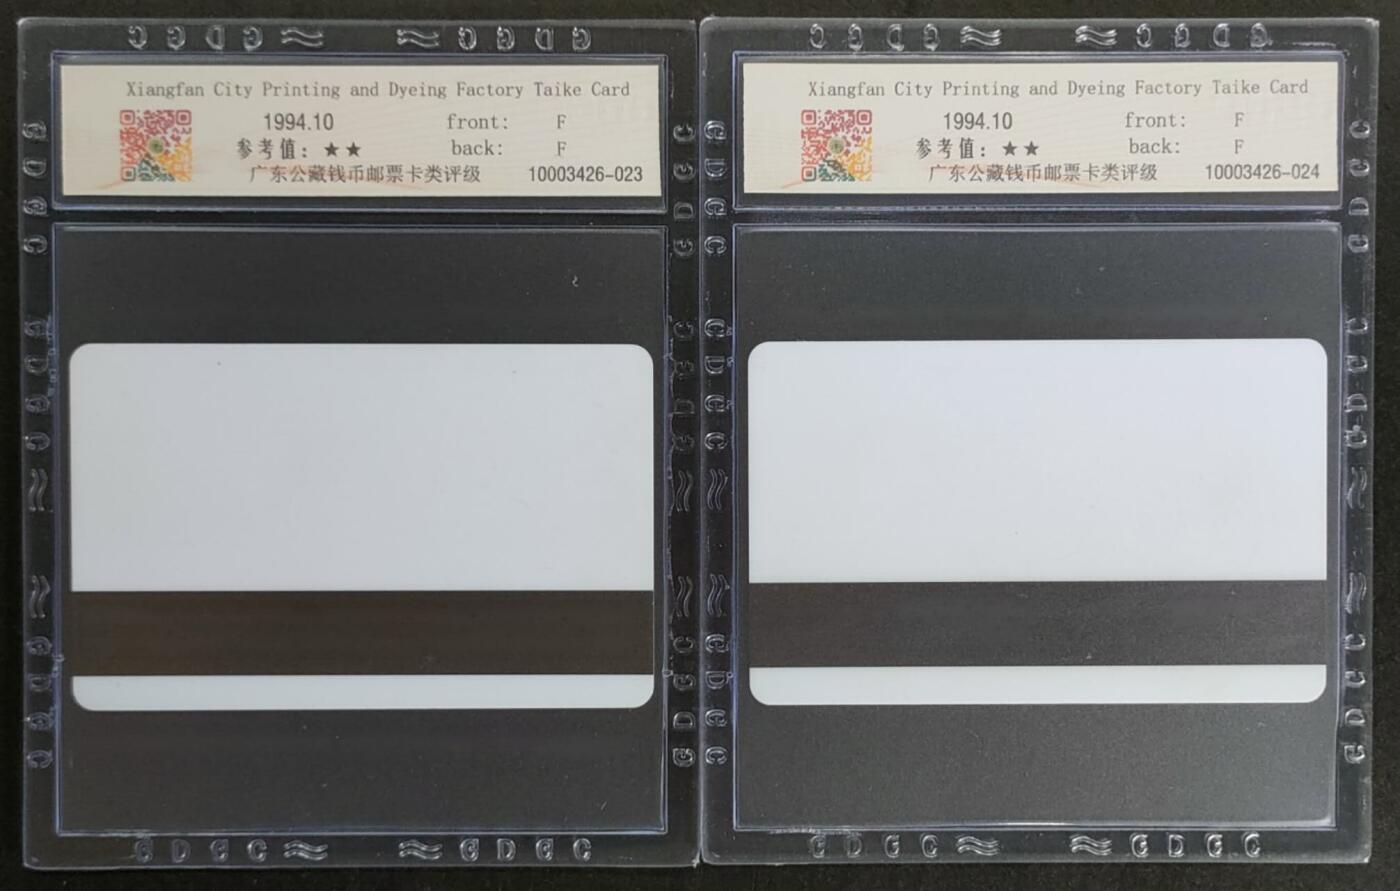 Xiangfan City Printing and Dyeing Factory Taike Card
1994.10 front: F
参考值：★★ back: F
广东公藏钱币邮票卡类评级 10003426-023
Xiangfan City Printing and Dyeing Factory Taike Card
1994.10 front: F
参考值：★★ back: F
广东公藏钱币邮票卡类评级 10003426-024